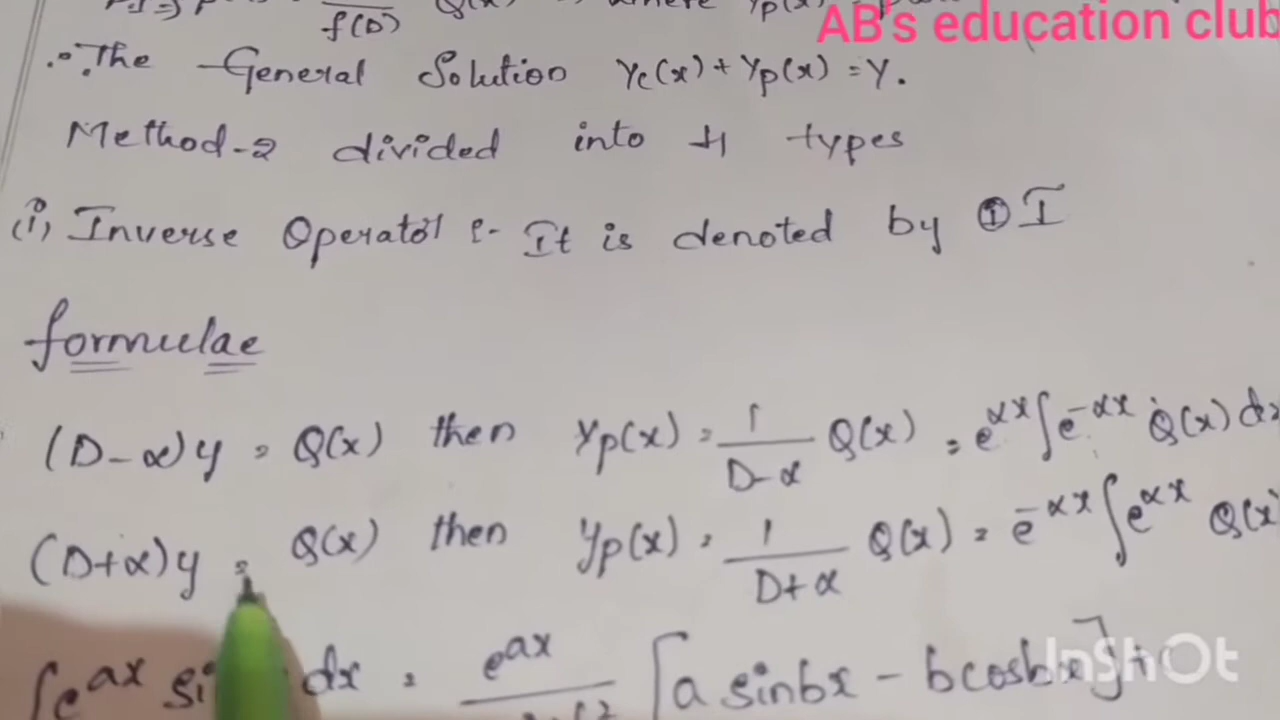 f(D)
AB's education club
∴ The General Solution Yc(x) + Yp(x) = Y.
Method-2 divided into 4 types
(i) Inverse Operator :- It is denoted by ① I
formulae
(D-α)y = Q(x) then Yp(x) = 1/(D-α) Q(x) = e^αx ∫e^-αx Q(x) dx
(D+α)y = Q(x) then Yp(x) = 1/(D+α) Q(x) = e^-αx ∫e^αx Q(x)
∫e^ax dx = e^ax [a sinbx - b cosbx] +
InShOt